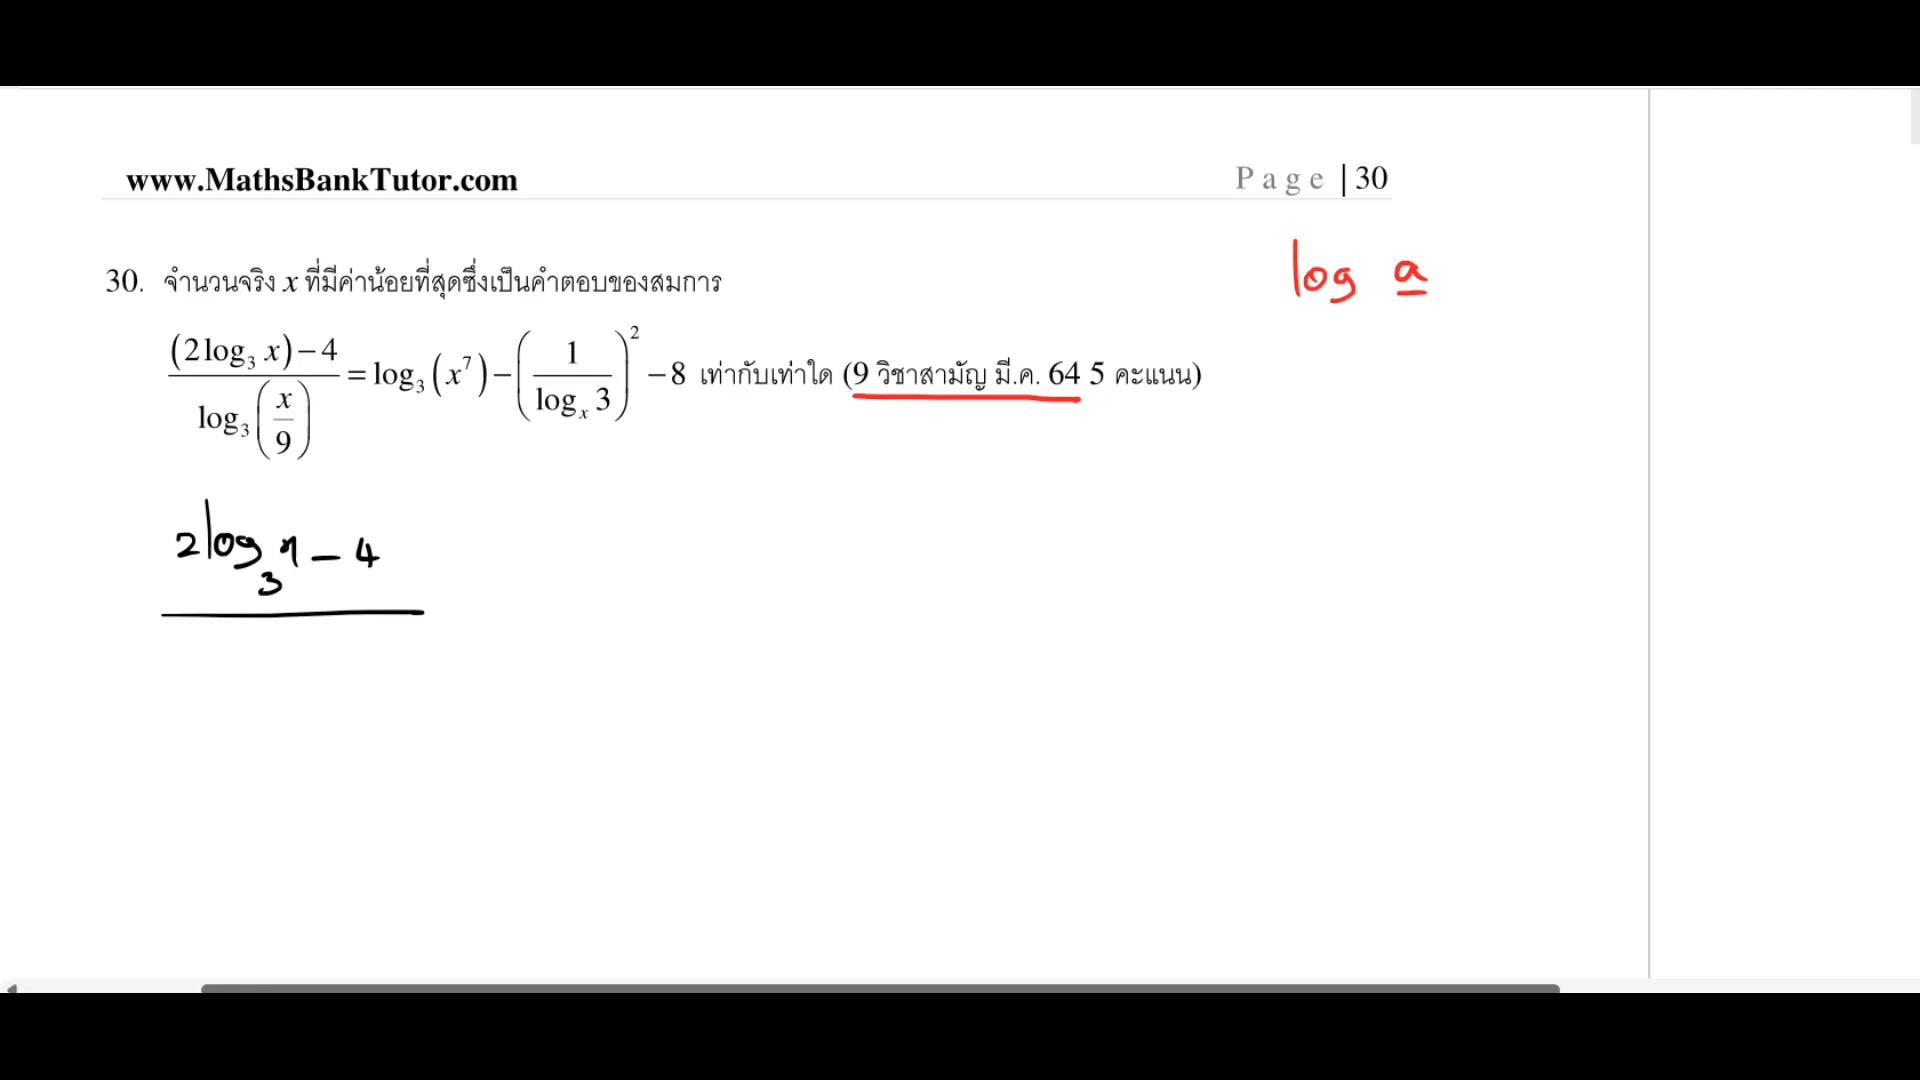 www.MathsBankTutor.com
Page | 30
log a
30. จำนวนจริง x ที่มีค่าน้อยที่สุดซึ่งเป็นคำตอบของสมการ
((2log₃ x) − 4) / (log₃ (x/9)) = log₃ (x⁷) − (1 / logₓ 3)² − 8 เท่ากับเท่าใด (9 วิชาสามัญ มี.ค. 64 5 คะแนน)
2log₃ x − 4